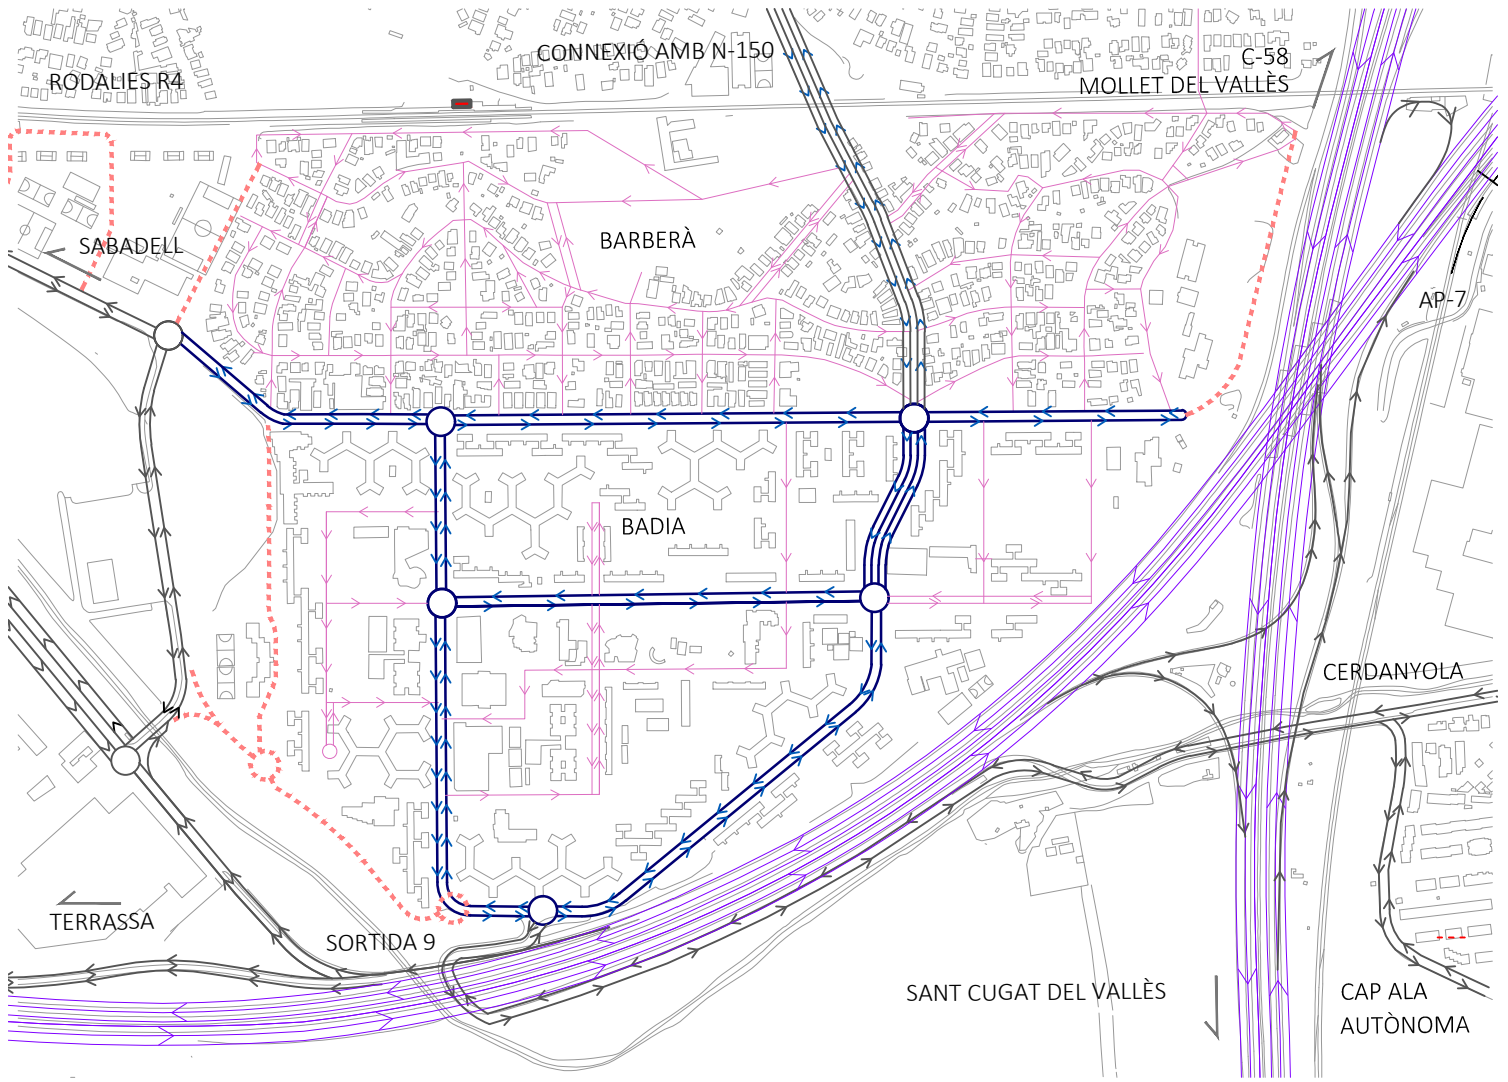 CONNEXIÓ AMB N-150
C-58
MOLLET DEL VALLÈS
RODALIES R4
BARBERÀ
SABADELL
AP-7
BADIA
CERDANYOLA
TERRASSA
SORTIDA 9
SANT CUGAT DEL VALLÈS
CAP ALA
AUTÒNOMA